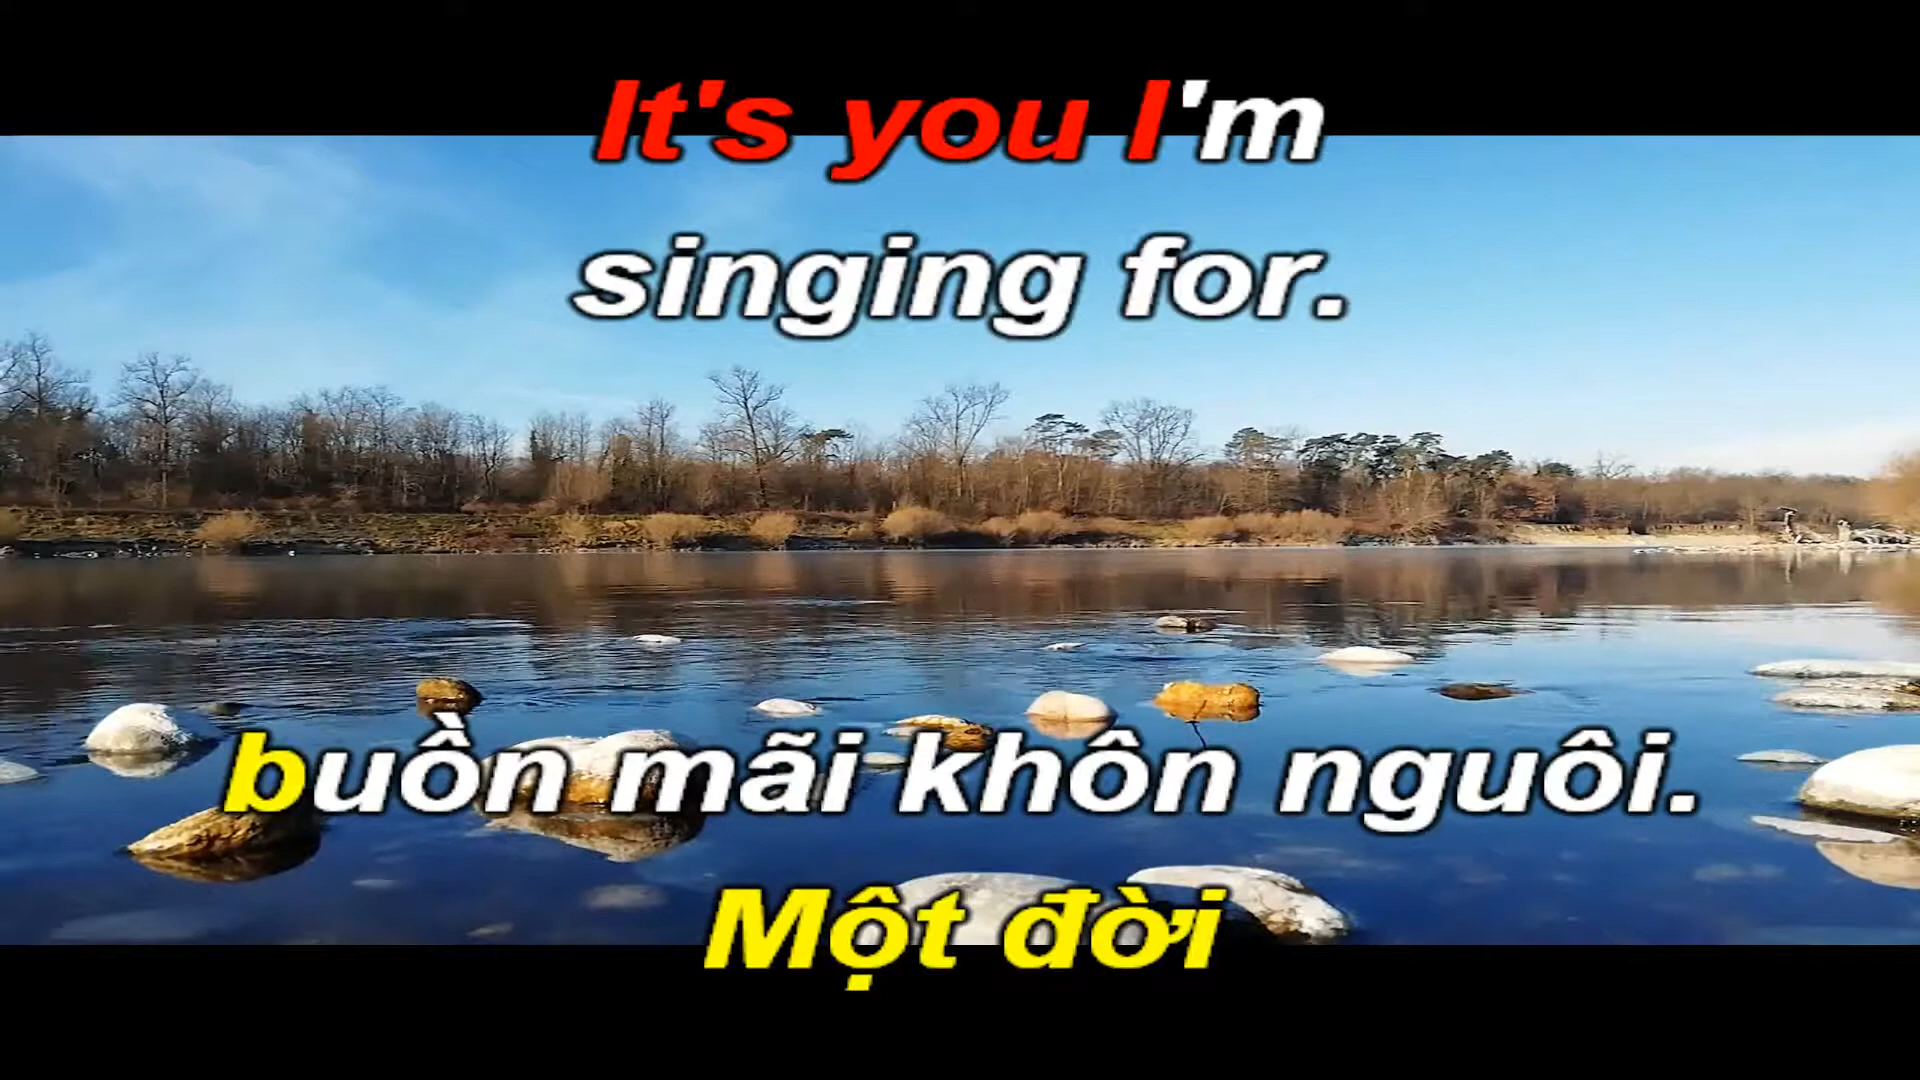 It's you I'm
singing for.
buồn mãi khôn nguôi.
Một đời